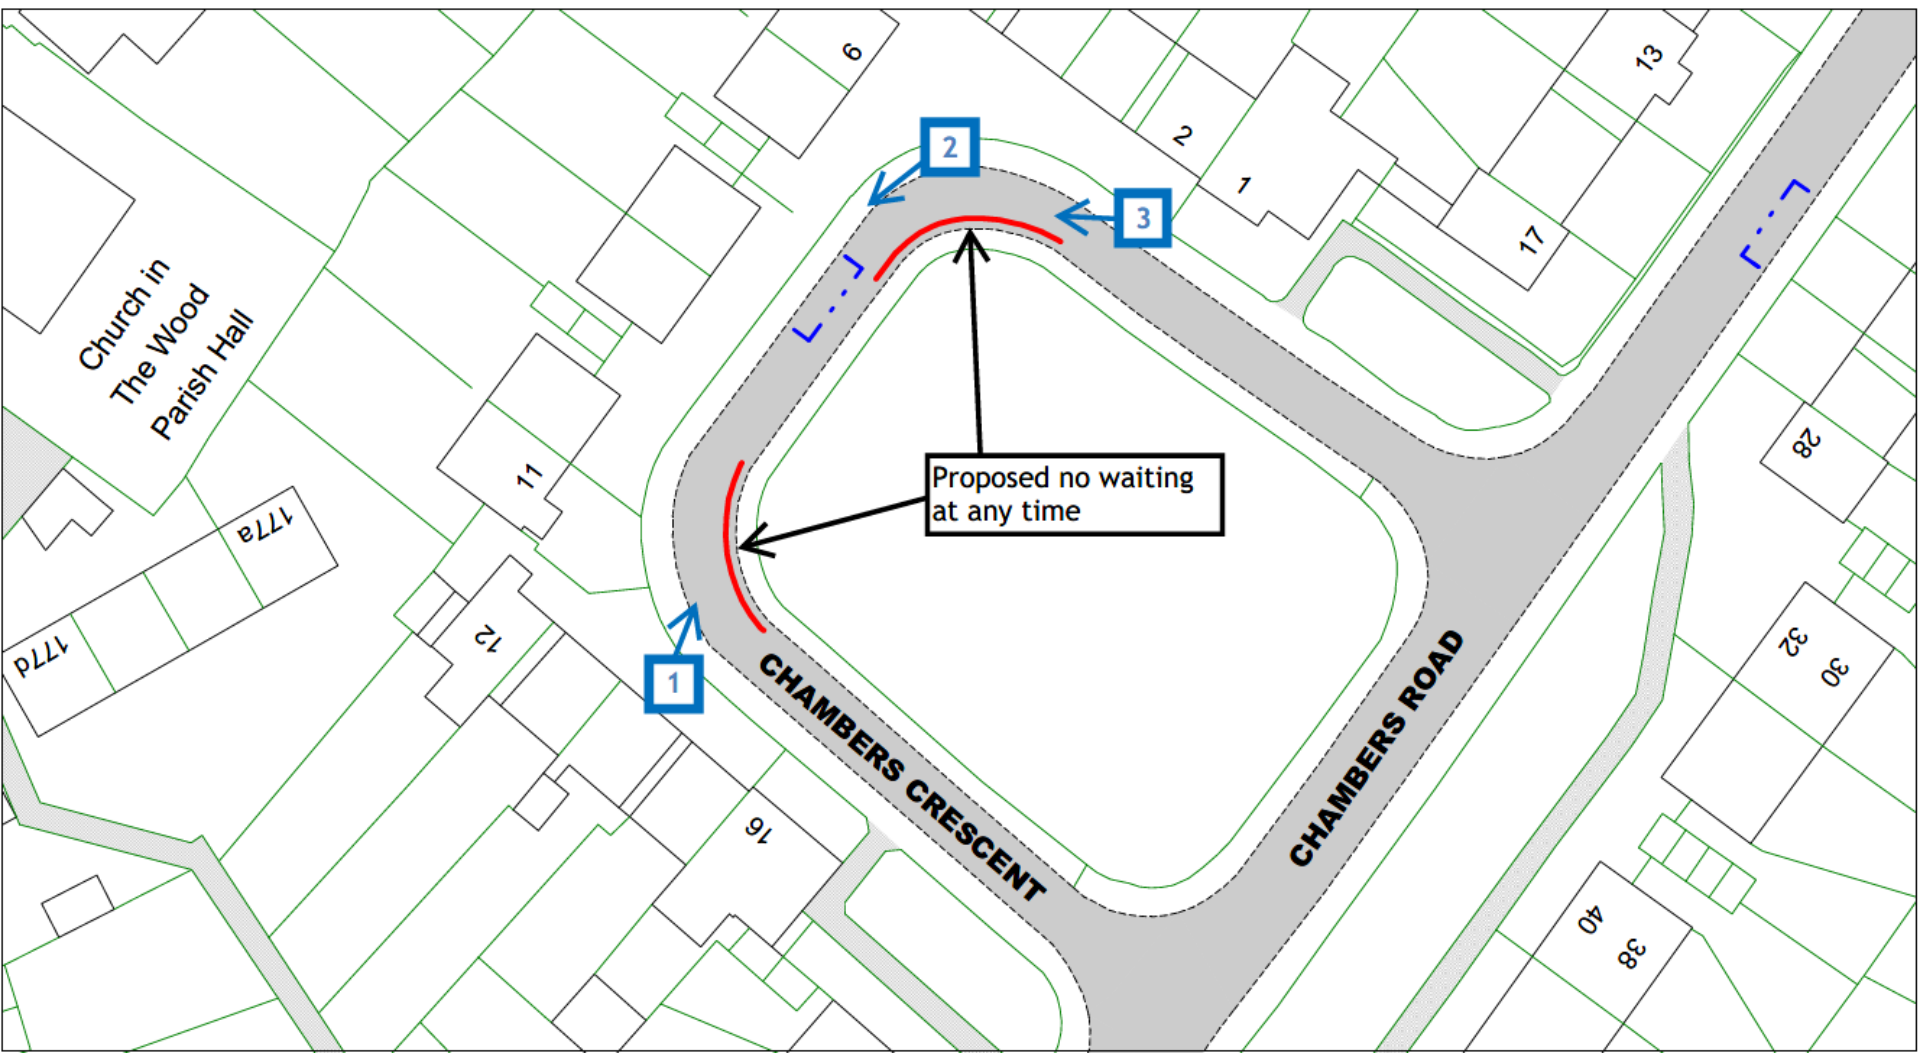 6
13
2
2
1
3
17
Church in
The Wood
Parish Hall
11
28
Proposed no waiting
at any time
177a
177d
12
1
32
30
CHAMBERS CRESCENT
CHAMBERS ROAD
16
40
38